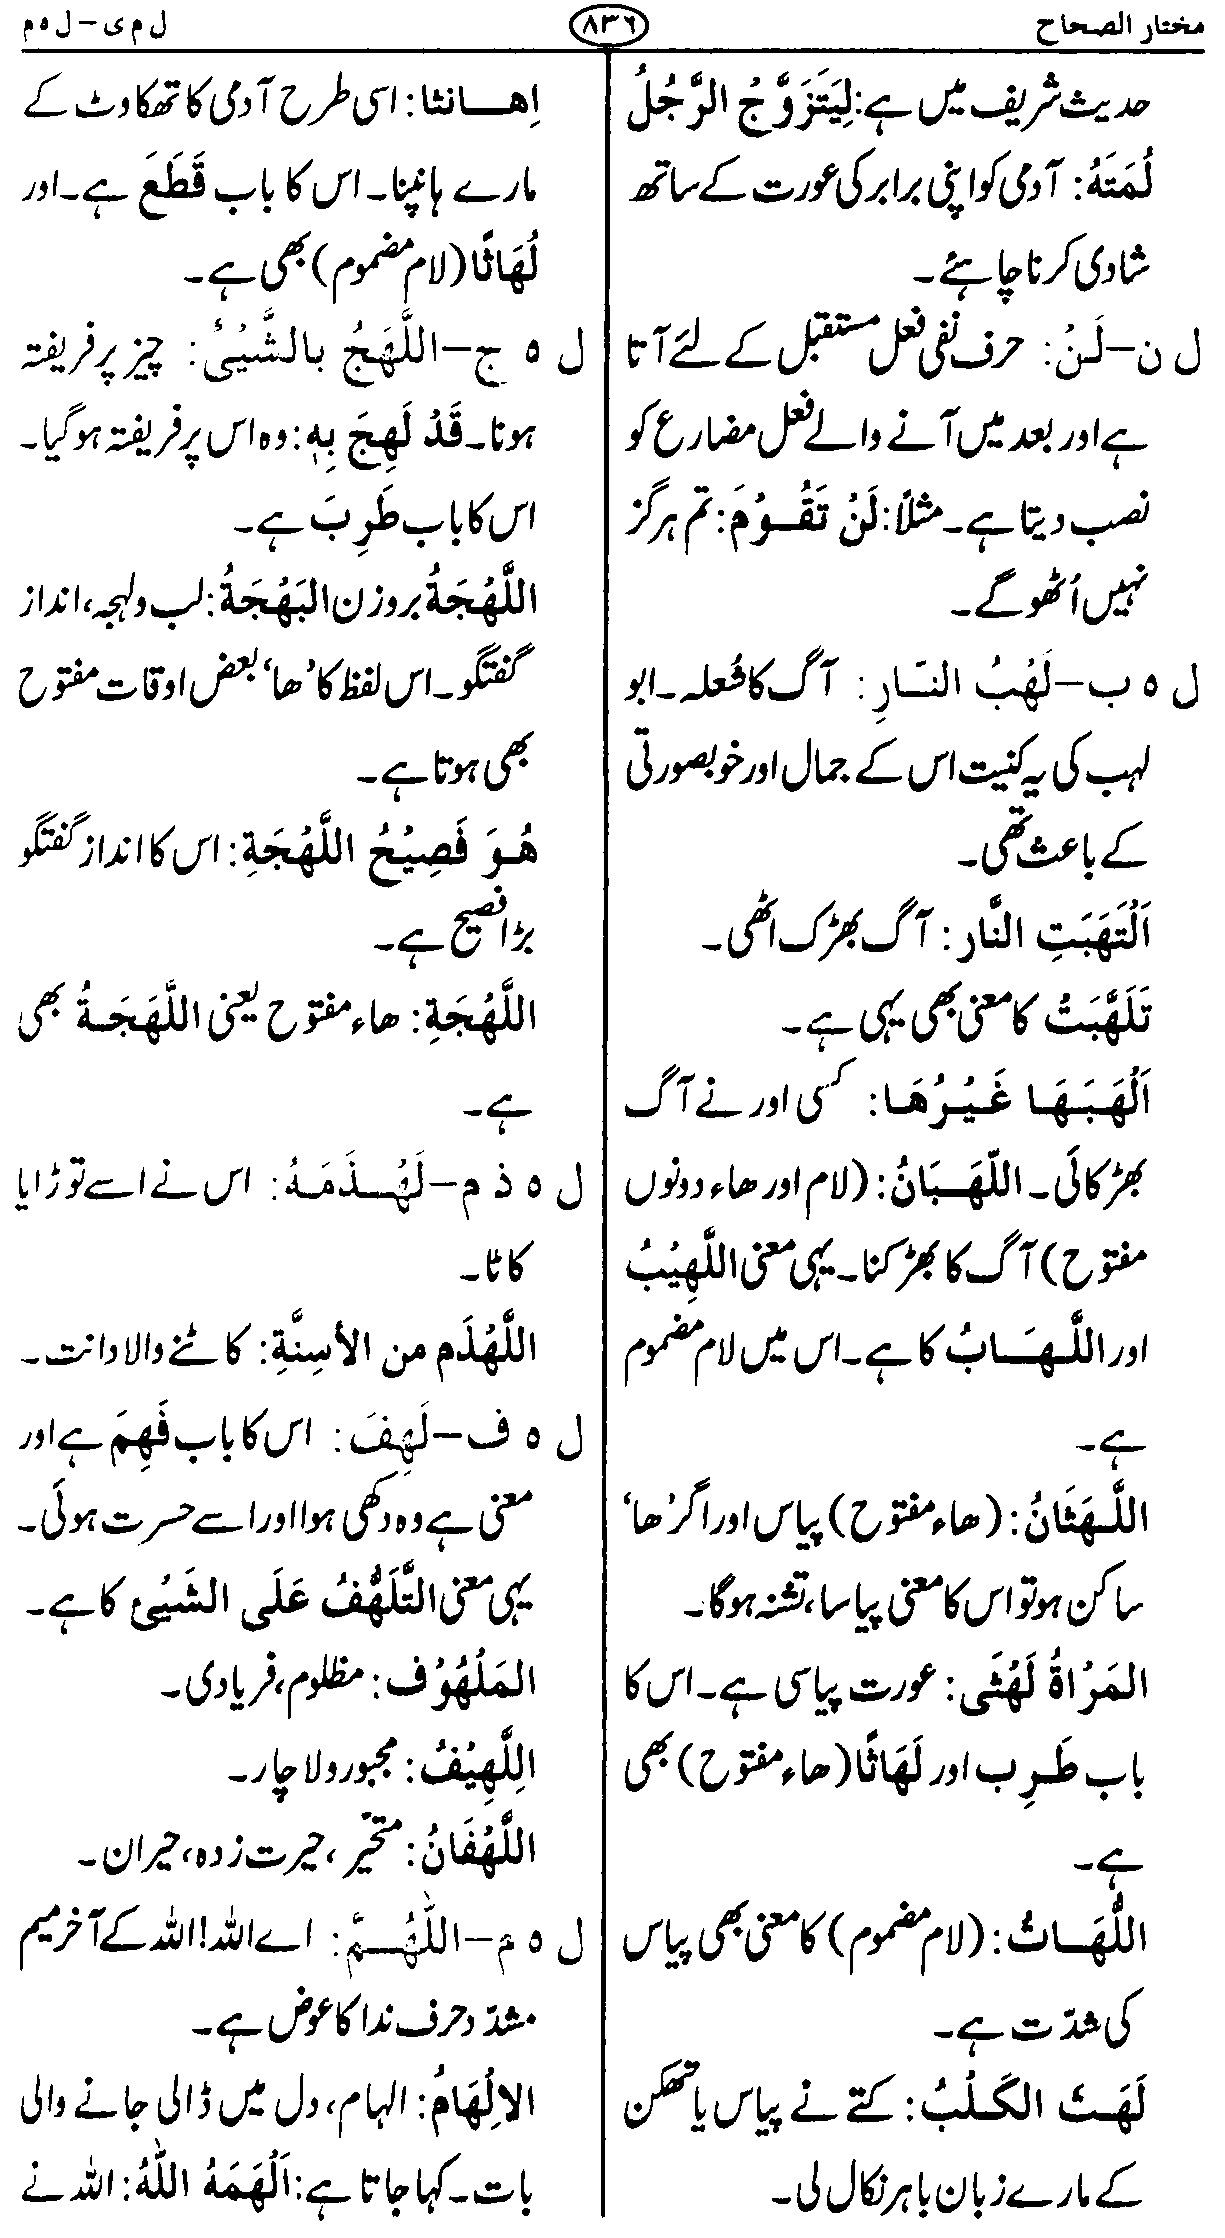 مختار الصحاح
۸۳۶
ل م ی – ل ہ م
حدیث شریف میں ہے: لِيَتَزَوَّجُ الرَّجُلُ
لُمَتَهُ: آدمی کو اپنی برابر کی عورت کے ساتھ
شادی کرنا چاہئے۔
ل ن – لَنْ: حرف نفی فعل مستقبل کے لئے آتا
ہے اور بعد میں آنے والے فعل مضارع کو
نصب دیتا ہے۔ مثلاً: لَنْ تَقُوْمَ: تم ہرگز
نہیں اُٹھو گے۔
ل ہ ب – لَهْبُ النَّارِ: آگ کا شعلہ۔ ابو
لہب کی یہ کنیت اس کے جمال اور خوبصورتی
کے باعث تھی۔
اَلْتَهَبَتِ النَّار: آگ بھڑک اٹھی۔
تَلَهَّبَتْ کا معنی بھی یہی ہے۔
اَلْهَبَهَا غَيْرُهَا: کسی اور نے آگ
بھڑکائی۔ اللَّهَبَانُ: (لام اور ھاء دونوں
مفتوح) آگ کا بھڑکنا۔ یہی معنی اللَّهِيْبُ
اور اللَّهَابُ کا ہے۔ اس میں لام مضموم
ہے۔
اللَّهَثَانُ: (ھاء مفتوح) پیاس اور اگر 'ھا'
ساکن ہو تو اس کا معنی پیاسا، تشنہ ہوگا۔
المَرْاةُ لَهْثَى: عورت پیاسی ہے۔ اس کا
باب طَرِب اور لَهَاثًا (ھاء مفتوح) بھی
ہے۔
اللُّهَاثُ: (لام مضموم) کا معنی بھی پیاس
کی شدّت ہے۔
لَهَثَ الكَلْبُ: کتے نے پیاس یا تھکن
کے مارے زبان باہر نکال لی۔
اِهانثا: اسی طرح آدمی کا تھکاوٹ کے
مارے ہانپنا۔ اس کا باب قَطَعَ ہے۔ اور
لُهَاثًا (لام مضموم) بھی ہے۔
ل ہ ج – اللَّهَجُ بالشَّيْئُ: چیز پر فریفتہ
ہونا۔ قَدْ لَهِجَ بِهٖ: وہ اس پر فریفتہ ہو گیا۔
اس کا باب طَرِبَ ہے۔
اللَّهْجَةُ بروزن البَهْجَةُ: لب ولہجہ، انداز
گفتگو۔ اس لفظ کا 'ھا' بعض اوقات مفتوح
بھی ہوتا ہے۔
هُوَ فَصِيْحُ اللَّهْجَةِ: اس کا انداز گفتگو
بڑا فصیح ہے۔
اللَّهْجَةِ: ھاء مفتوح یعنی اللَّهَجَةُ بھی
ہے۔
ل ہ ذ م – لَهْذَمَهُ: اس نے اسے توڑا یا
کاٹا۔
اللَّهْذَم من الأسِنَّةِ: کاٹنے والا دانت۔
ل ہ ف – لَهِفَ: اس کا باب فَهِمَ ہے اور
معنی ہے وہ دکھی ہوا اور اسے حسرت ہوئی۔
یہی معنی التَّلَهُّفُ عَلَى الشَيْئ کا ہے۔
المَلْهُوْف: مظلوم، فریادی۔
اللِّهِيْفُ: مجبور ولاچار۔
اللَّهْفَانُ: متحیّر، حیرت زدہ، حیران۔
ل ہ م – اللّٰهُمَّ: اے اللہ! اللہ کے آخر میم
مشدّد حرف ندا کا عوض ہے۔
الاِلْهَامُ: الہام، دل میں ڈالی جانے والی
بات۔ کہا جاتا ہے: اَلْهَمَهُ اللّٰهُ: اللہ نے